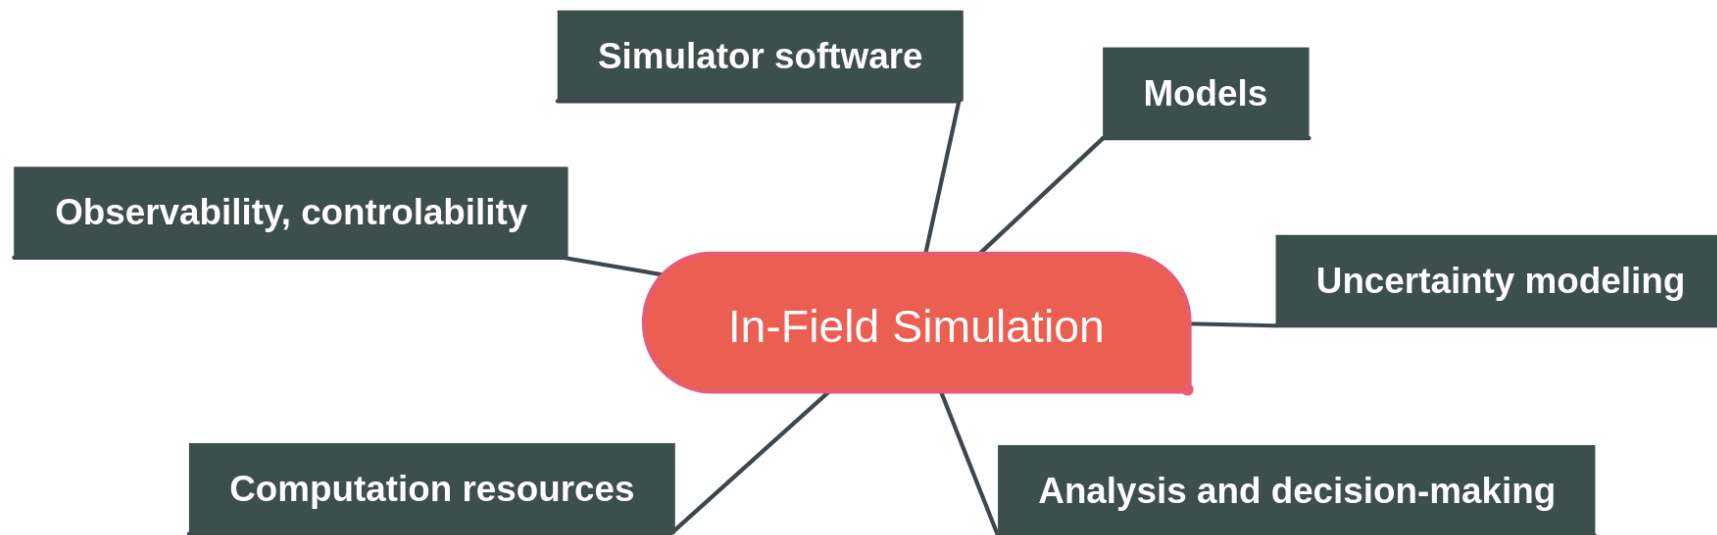 Simulator software
Models
Observability, controlability
Uncertainty modeling
In-Field Simulation
Computation resources
Analysis and decision-making